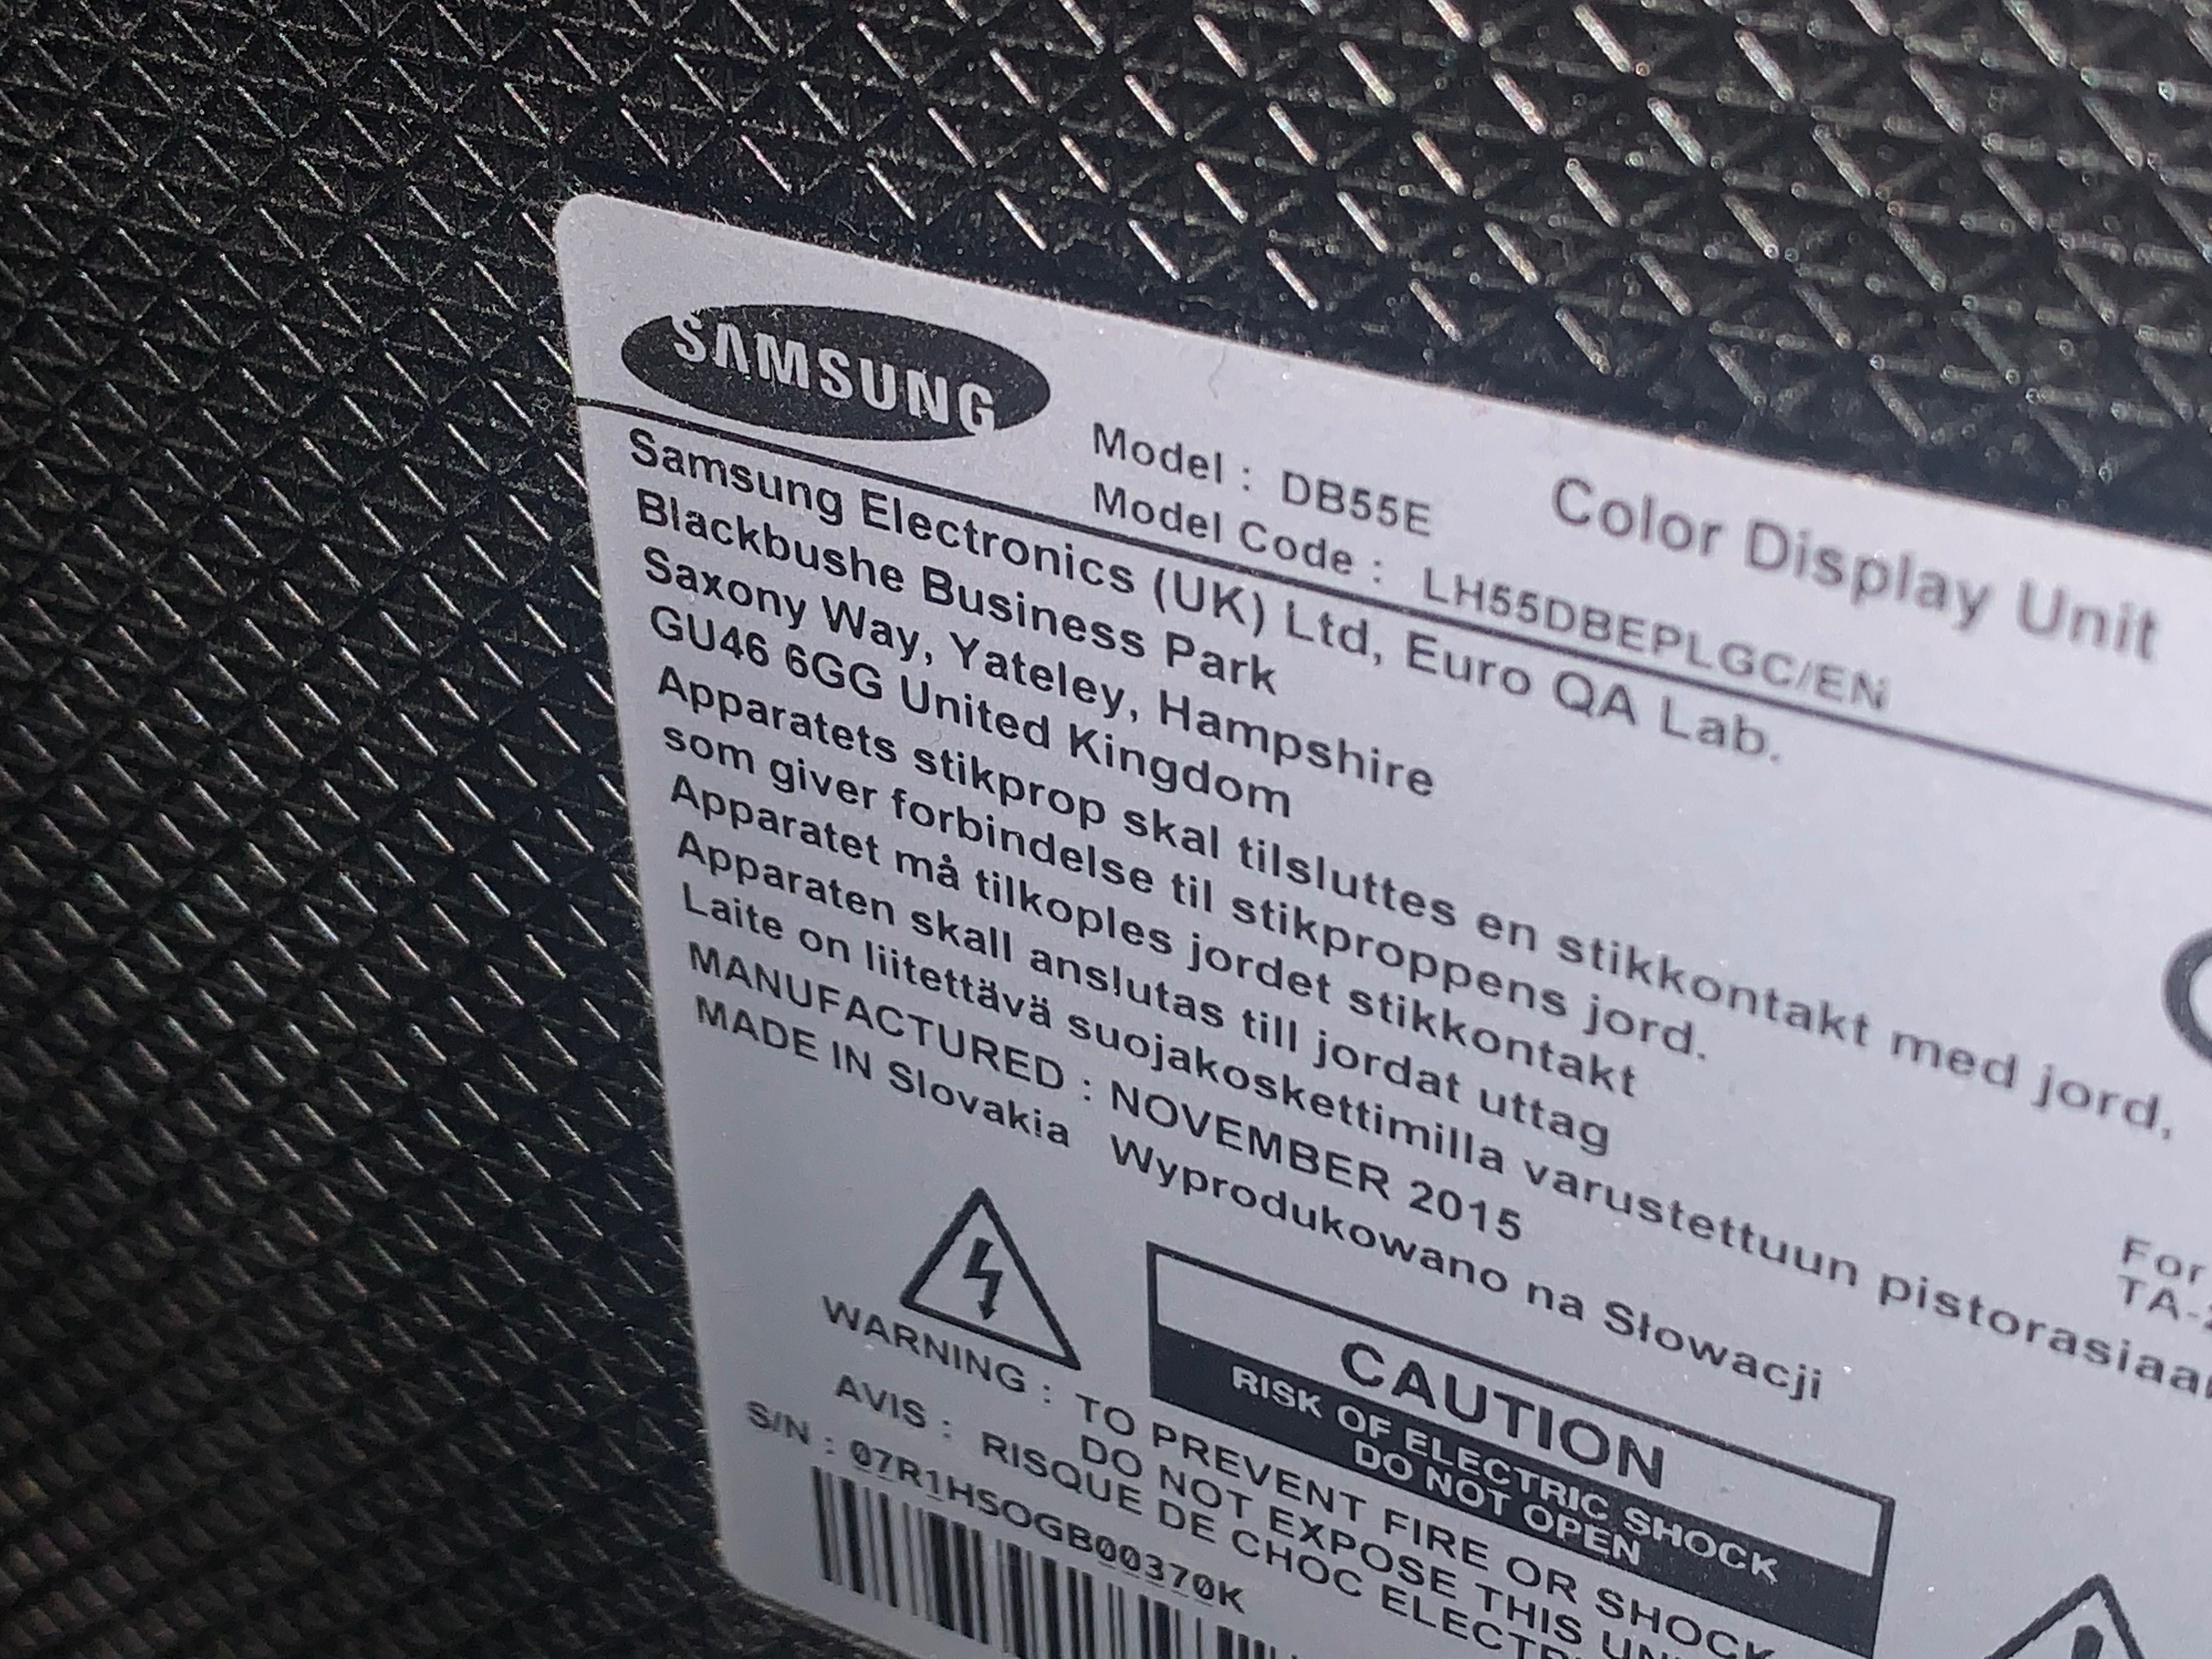 SAMSUNG
Model : DB55E
Color Display Unit
Model Code : LH55DBEPLGC/EN
Samsung Electronics (UK) Ltd, Euro QA Lab.
Blackbushe Business Park
Saxony Way, Yateley, Hampshire
GU46 6GG United Kingdom
Apparatets stikprop skal tilsluttes en stikkontakt med jord,
som giver forbindelse til stikproppens jord.
Apparatet må tilkoples jordet stikkontakt
Apparaten skall anslutas till jordat uttag
Laite on liitettävä suojakoskettimilla varustettuun
MANUFACTURED : NOVEMBER 2015
MADE IN Slovakia Wyprodukowano na Słowacji
For
CAUTION
RISK OF ELECTRIC SHOCK
DO NOT OPEN
WARNING : TO PREVENT FIRE OR SHOCK
DO NOT EXPOSE THIS
AVIS : RISQUE DE CHOC
S/N : 07R1HSOGB00370K